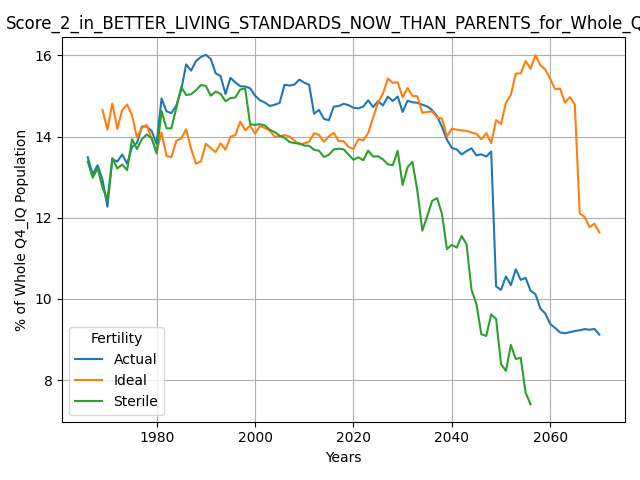 Score_2_in_BETTER_LIVING_STANDARDS_NOW_THAN_PARENTS_for_Whole_Q
16
14
12
10
8
% of Whole Q4_IQ Population
Fertility
Actual
Ideal
Sterile
1980
2000
2020
2040
2060
Years